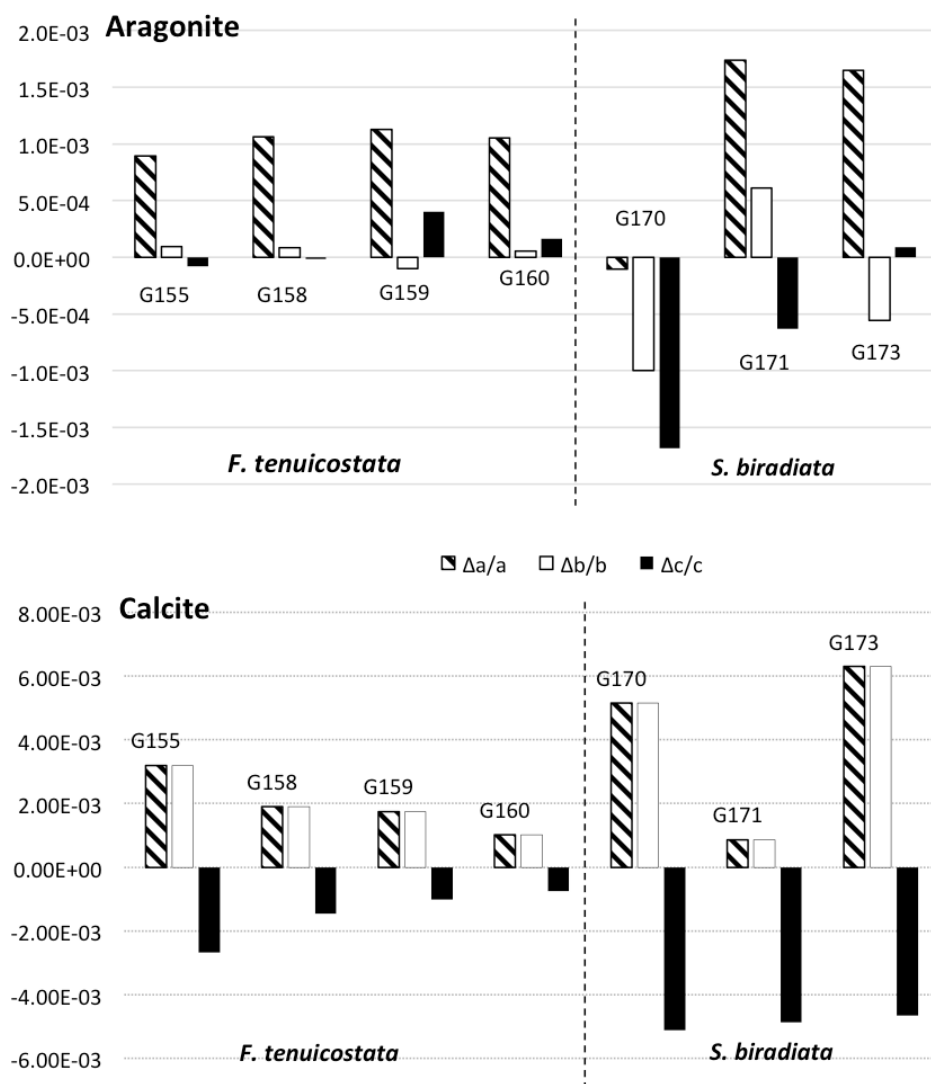 Aragonite
2.0E-03
1.5E-03
1.0E-03
5.0E-04
0.0E+00
-5.0E-04
-1.0E-03
-1.5E-03
-2.0E-03
G155 G158 G159 G160 G170 G171 G173
F. tenuicostata S. biradiata
Δa/a Δb/b Δc/c
Calcite
8.00E-03
6.00E-03
4.00E-03
2.00E-03
0.00E+00
-2.00E-03
-4.00E-03
-6.00E-03
G155 G158 G159 G160 G170 G171 G173
F. tenuicostata S. biradiata